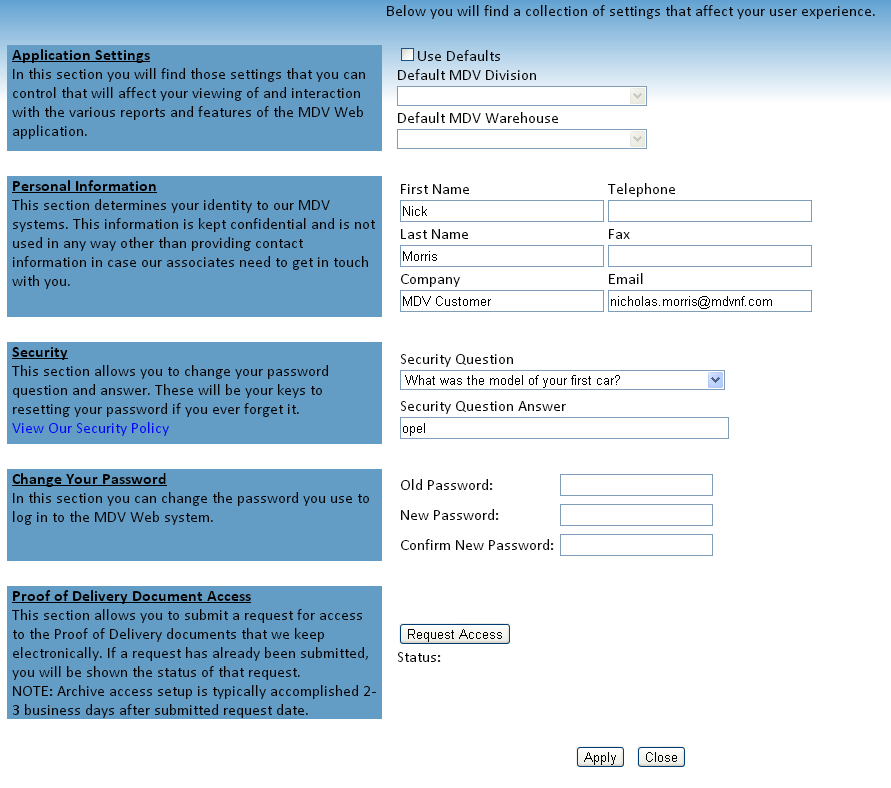 Below you will find a collection of settings that affect your user experience.
Application Settings
In this section you will find those settings that you can
control that will affect your viewing of and interaction
with the various reports and features of the MDV Web
application.
Use Defaults
Default MDV Division
Default MDV Warehouse
Personal Information
This section determines your identity to our MDV
systems. This information is kept confidential and is not
used in any way other than providing contact
information in case our associates need to get in touch
with you.
First Name Telephone
Nick
Last Name Fax
Morris
Company Email
MDV Customer nicholas.morris@mdvnf.com
Security
This section allows you to change your password
question and answer. These will be your keys to
resetting your password if you ever forget it.
View Our Security Policy
Security Question
What was the model of your first car?
Security Question Answer
opel
Change Your Password
In this section you can change the password you use to
log in to the MDV Web system.
Old Password:
New Password:
Confirm New Password:
Proof of Delivery Document Access
This section allows you to submit a request for access
to the Proof of Delivery documents that we keep
electronically. If a request has already been submitted,
you will be shown the status of that request.
NOTE: Archive access setup is typically accomplished 2-
3 business days after submitted request date.
Request Access
Status:
Apply Close